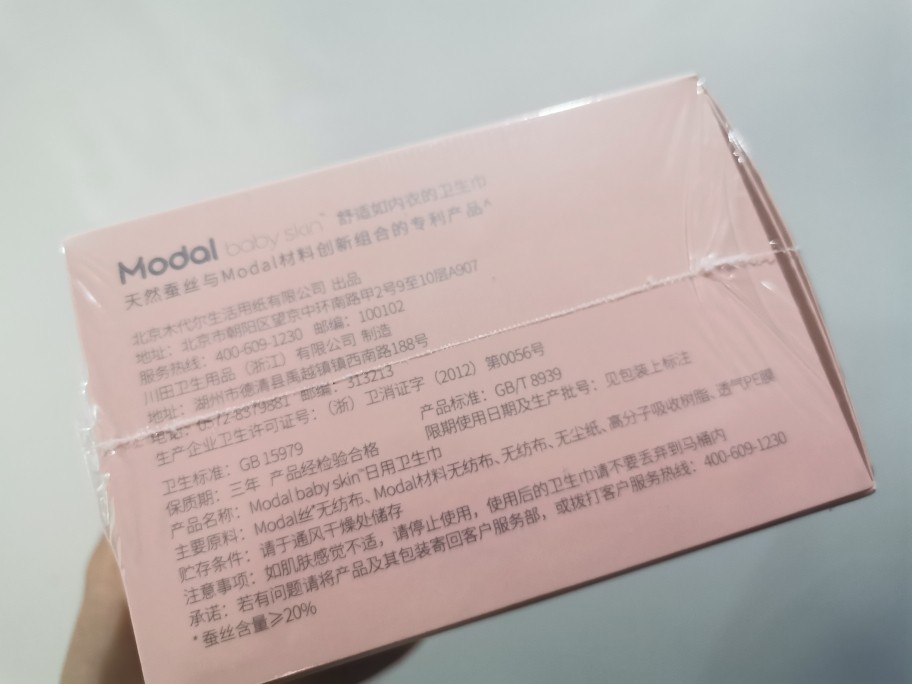 Modal baby skin™ 舒适如内衣的卫生巾
天然蚕丝与Modal材料创新组合的专利产品^
北京木代尔生活用纸有限公司 出品
地址：北京市朝阳区望京中环南路甲2号9至10层A907
服务热线：400-609-1230 邮编：100102
川田卫生用品（浙江）有限公司 制造
地址：湖州市德清县禹越镇镇西南路188号
电话：0572-8379881 邮编：313213
生产企业卫生许可证号：（浙）卫消证字（2012）第0056号
卫生标准：GB 15979 产品标准：GB/T 8939
保质期：三年 产品经检验合格 限期使用日期及生产批号：见包装上标注
产品名称：Modal baby skin™日用卫生巾
主要原料：Modal丝*无纺布、Modal材料无纺布、无纺布、无尘纸、高分子吸收树脂、透气PE膜
贮存条件：请于通风干燥处储存
注意事项：如肌肤感觉不适，请停止使用，使用后的卫生巾请不要丢弃到马桶内
承诺：若有问题请将产品及其包装寄回客户服务部，或拨打客户服务热线：400-609-1230
*蚕丝含量≥20%